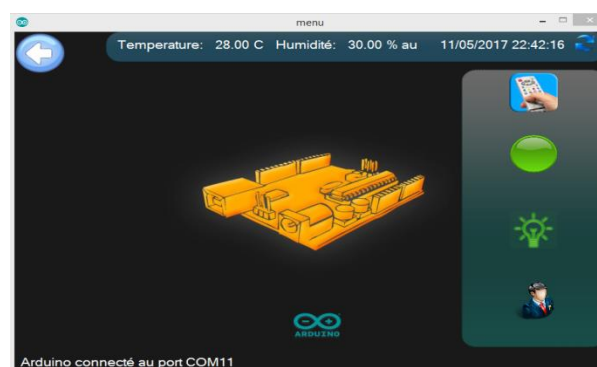 menu
Temperature: 28.00 C Humidité: 30.00 % au 11/05/2017 22:42:16
ARDUINO
Arduino connecté au port COM11